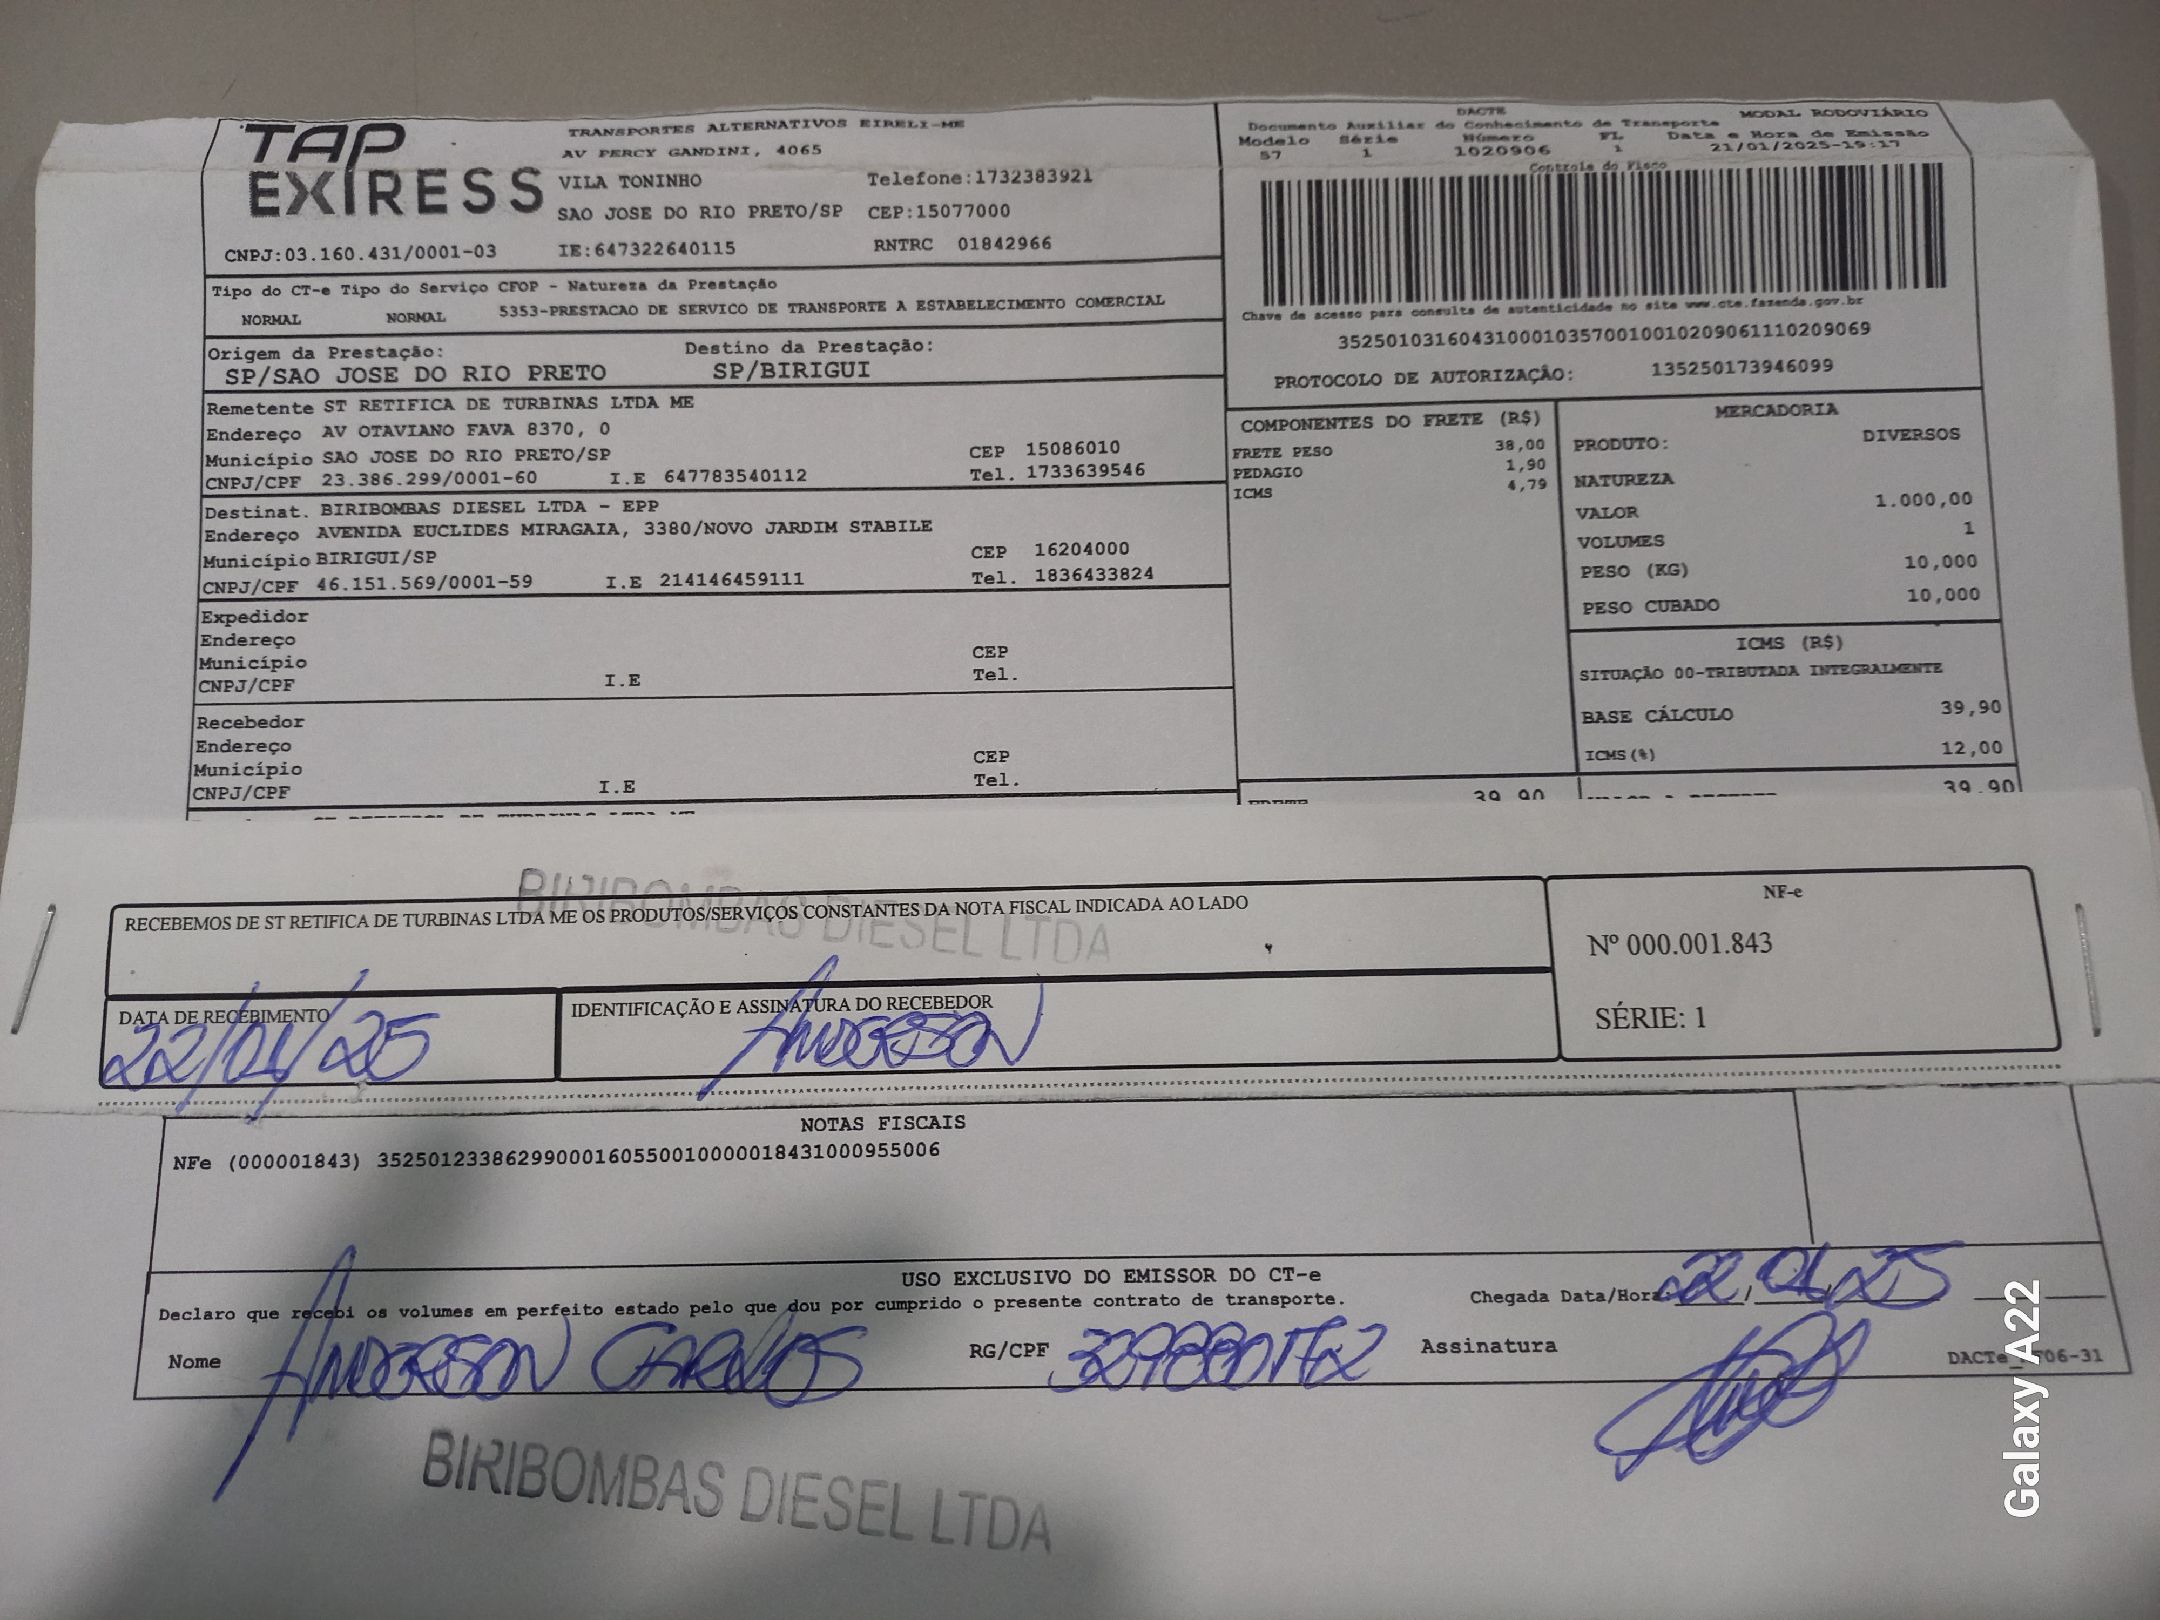 TAP EXPRESS
TRANSPORTES ALTERNATIVOS EIRELI-ME
AV PERCY GANDINI, 4065
VILA TONINHO Telefone:1732383921
SAO JOSE DO RIO PRETO/SP CEP:15077000
CNPJ:03.160.431/0001-03 IE:647322640115 RNTRC 01842966
DACTE MODAL RODOVIÁRIO
Documento Auxiliar do Conhecimento de Transporte
Modelo Série Número FL Data e Hora de Emissão
57 1 1020906 1 21/01/2025-19:17
Controle do Fisco
Chave de acesso para consulta de autenticidade no site www.cte.fazenda.gov.br
35250103160431000103570010010209061110209069
PROTOCOLO DE AUTORIZAÇÃO: 135250173946099
Tipo do CT-e Tipo do Serviço CFOP - Natureza da Prestação
NORMAL NORMAL 5353-PRESTACAO DE SERVICO DE TRANSPORTE A ESTABELECIMENTO COMERCIAL
Origem da Prestação: Destino da Prestação:
SP/SAO JOSE DO RIO PRETO SP/BIRIGUI
Remetente ST RETIFICA DE TURBINAS LTDA ME
Endereço AV OTAVIANO FAVA 8370, 0
Município SAO JOSE DO RIO PRETO/SP CEP 15086010
CNPJ/CPF 23.386.299/0001-60 I.E 647783540112 Tel. 1733639546
Destinat. BIRIBOMBAS DIESEL LTDA - EPP
Endereço AVENIDA EUCLIDES MIRAGAIA, 3380/NOVO JARDIM STABILE
Município BIRIGUI/SP CEP 16204000
CNPJ/CPF 46.151.569/0001-59 I.E 214146459111 Tel. 1836433824
Expedidor
Endereço
Município CEP
CNPJ/CPF I.E Tel.
Recebedor
Endereço
Município CEP
CNPJ/CPF I.E Tel.
COMPONENTES DO FRETE (R$)
FRETE PESO 38,00
PEDAGIO 1,90
ICMS 4,79
39,90
MERCADORIA
PRODUTO: DIVERSOS
NATUREZA
VALOR 1.000,00
VOLUMES 1
PESO (KG) 10,000
PESO CUBADO 10,000
ICMS (R$)
SITUAÇÃO 00-TRIBUTADA INTEGRALMENTE
BASE CÁLCULO 39,90
ICMS(%) 12,00
39,90
BIRIBOMBAS DIESEL LTDA
RECEBEMOS DE ST RETIFICA DE TURBINAS LTDA ME OS PRODUTOS/SERVIÇOS CONSTANTES DA NOTA FISCAL INDICADA AO LADO
NF-e
Nº 000.001.843
SÉRIE: 1
DATA DE RECEBIMENTO
22/01/25
IDENTIFICAÇÃO E ASSINATURA DO RECEBEDOR
ANDERSON
NOTAS FISCAIS
NFe (000001843) 35250123386299000160550010000018431000955006
USO EXCLUSIVO DO EMISSOR DO CT-e
Declaro que recebi os volumes em perfeito estado pelo que dou por cumprido o presente contrato de transporte.
Chegada Data/Hora: 22/01/25
Nome ANDERSON CARLOS RG/CPF Assinatura
BIRIBOMBAS DIESEL LTDA
Galaxy A22